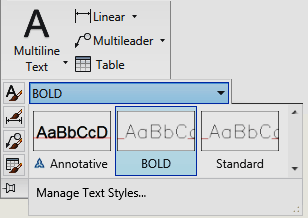 A
Linear
Multiline
Text
Multileader
Table
BOLD
AaBbCcD
AaBbCc
AaBbCc
Annotative
BOLD
Standard
Manage Text Styles...